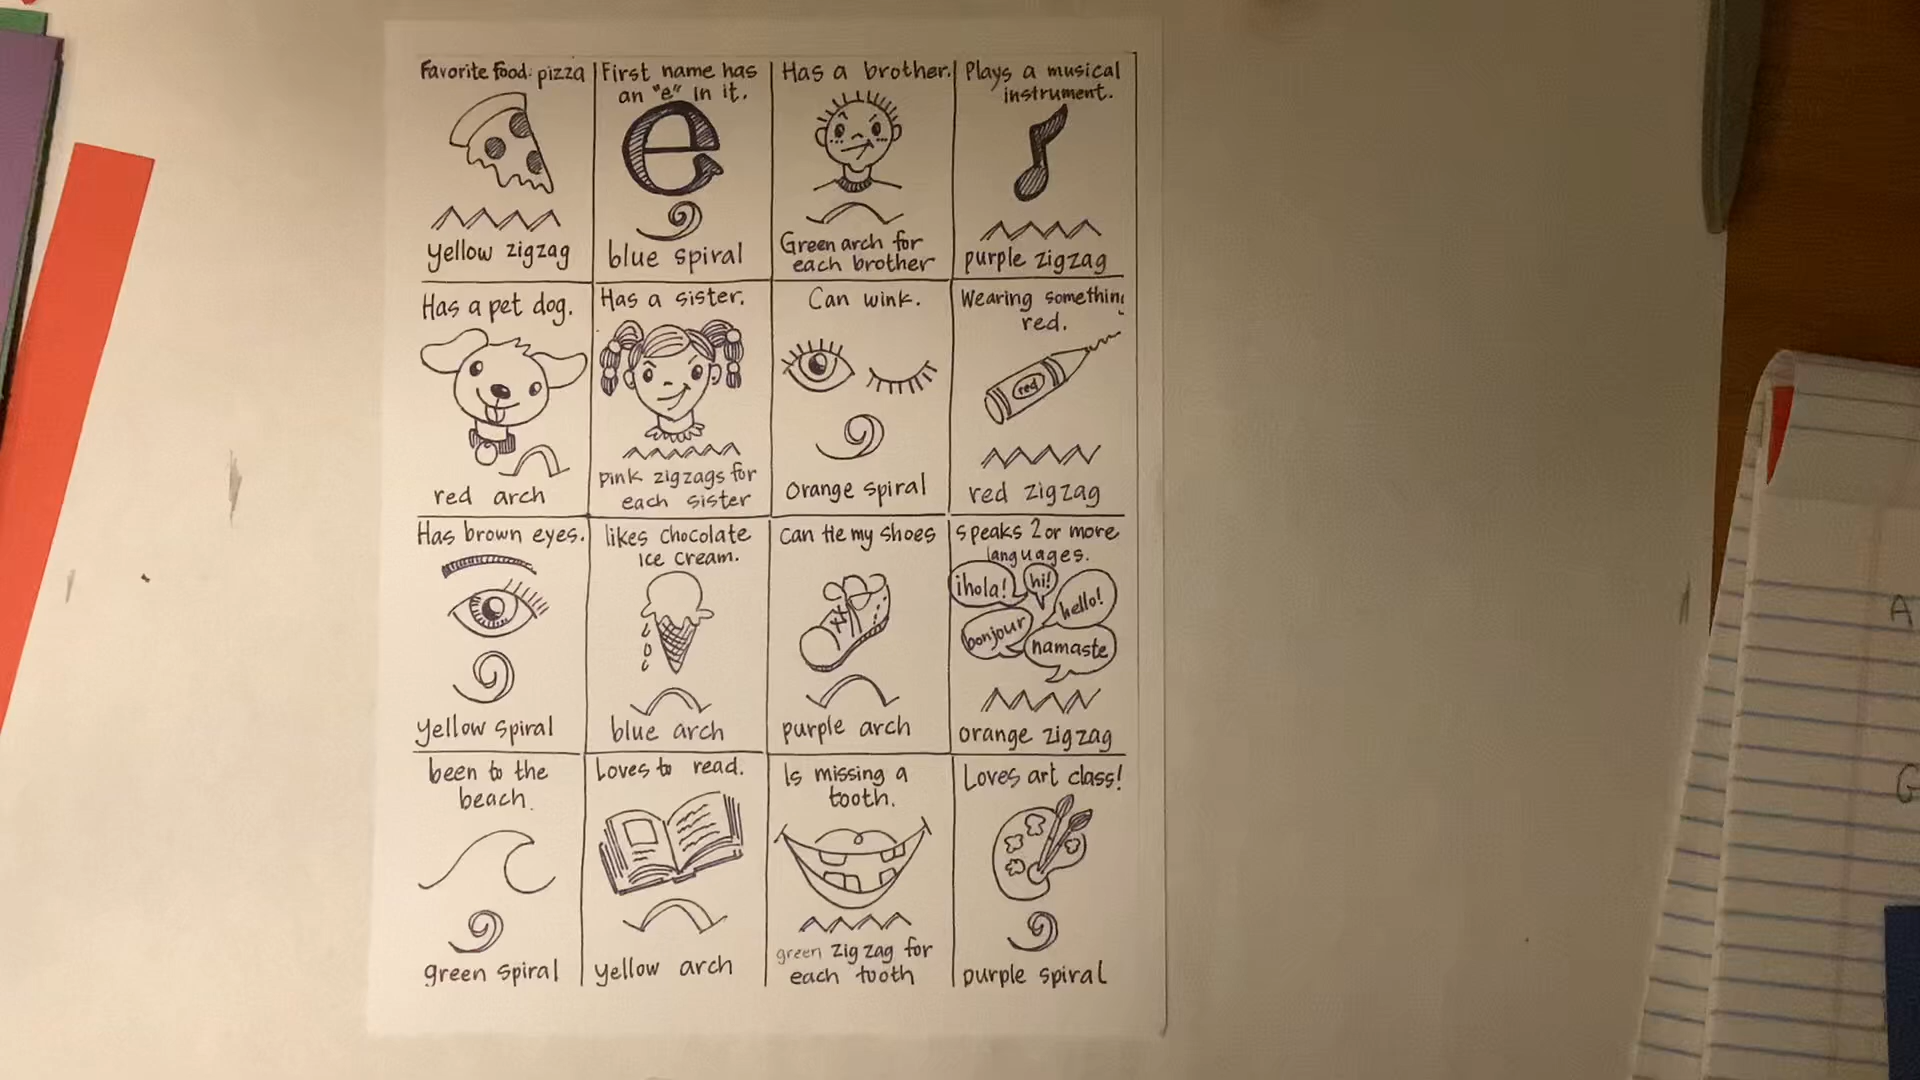 Favorite Food: pizza
yellow zigzag
First name has
an "e" in it.
e
blue spiral
Has a brother.
Green arch for
each brother
Plays a musical
instrument.
purple zigzag
Has a pet dog.
red arch
Has a sister.
pink zigzags for
each sister
Can wink.
orange spiral
Wearing something
red.
red
red zigzag
Has brown eyes.
yellow spiral
likes chocolate
ice cream.
blue arch
Can tie my shoes
purple arch
speaks 2 or more
languages.
¡hola!
hi!
hello!
bonjour
namaste
orange zigzag
been to the
beach.
green spiral
Loves to read.
yellow arch
Is missing a
tooth.
green zigzag for
each tooth
Loves art class!
purple spiral
A
G